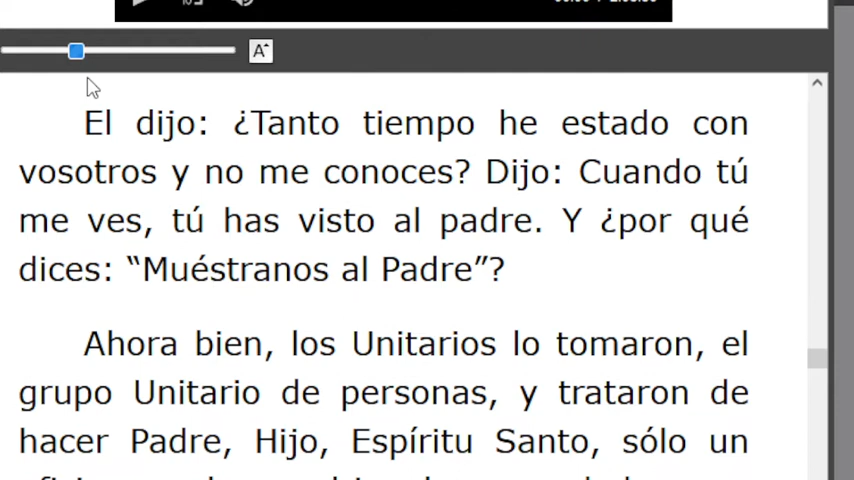 A
El dijo: ¿Tanto tiempo he estado con
vosotros y no me conoces? Dijo: Cuando tú
me ves, tú has visto al padre. Y ¿por qué
dices: “Muéstranos al Padre”?
Ahora bien, los Unitarios lo tomaron, el
grupo Unitario de personas, y trataron de
hacer Padre, Hijo, Espíritu Santo, sólo un